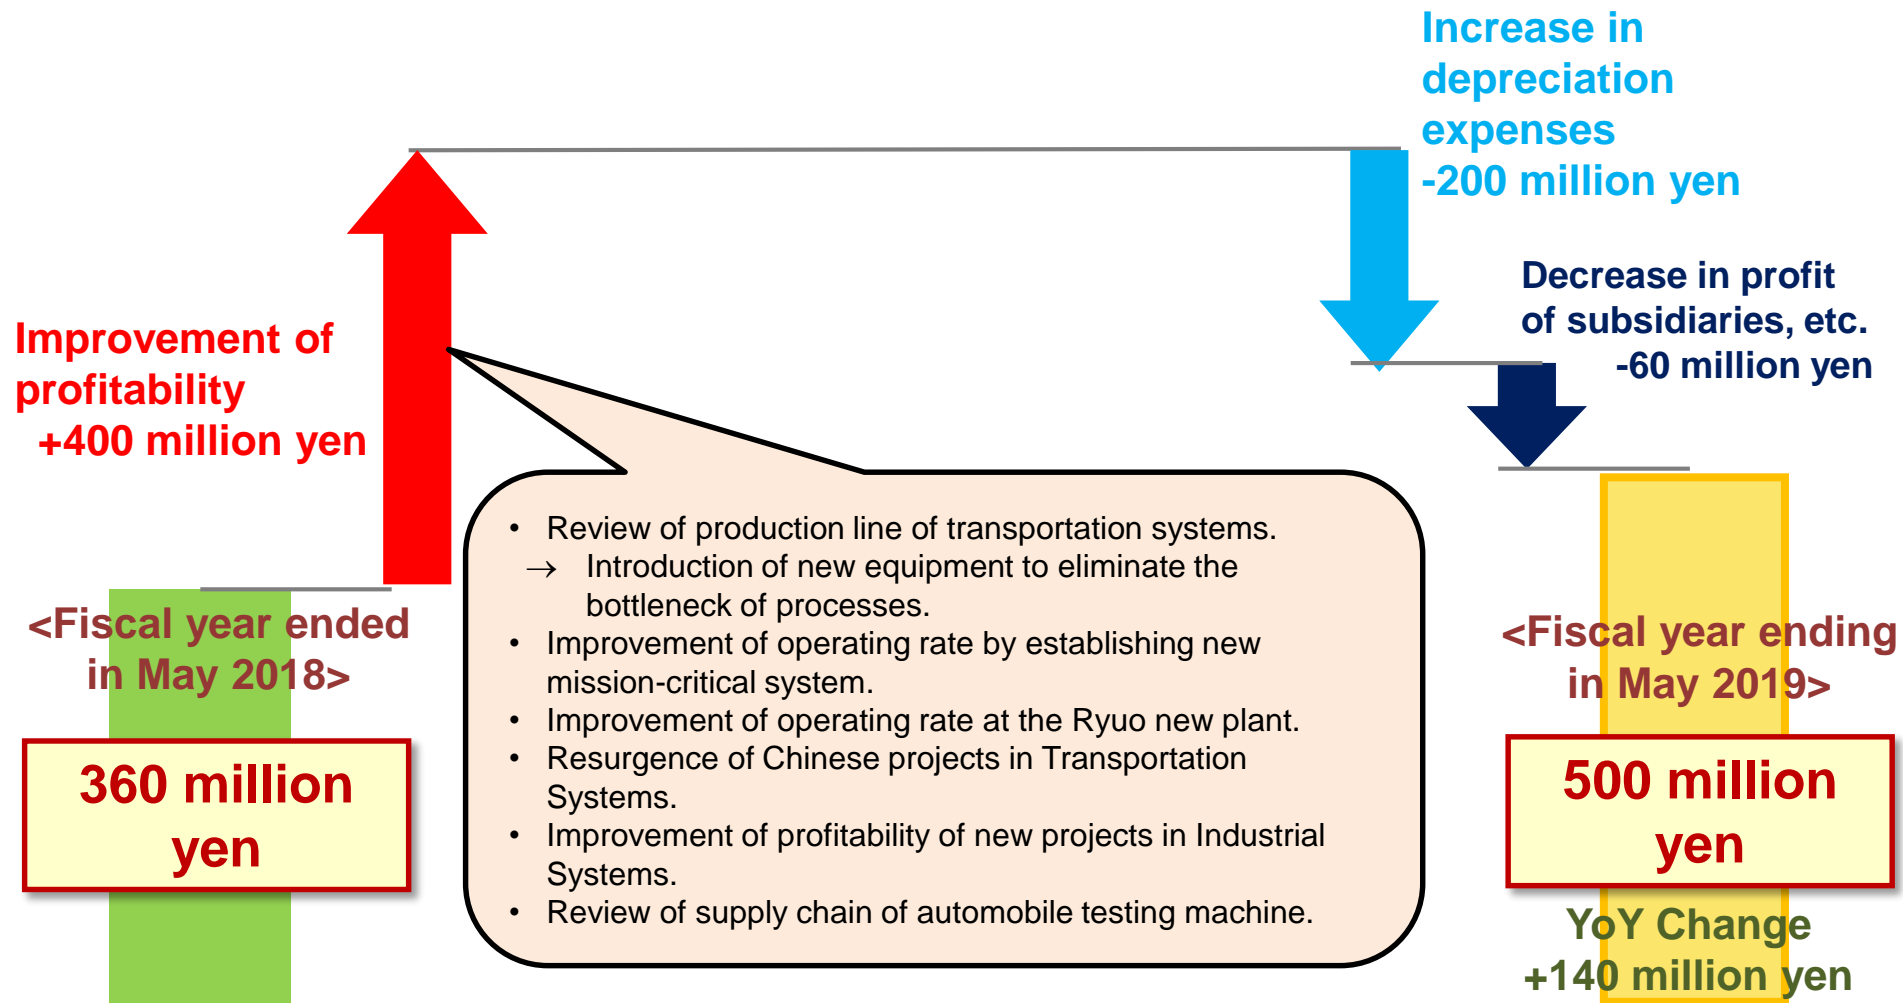 Increase in
depreciation
expenses
-200 million yen
Decrease in profit
of subsidiaries, etc.
-60 million yen
Improvement of
profitability
+400 million yen
• Review of production line of transportation systems.
→ Introduction of new equipment to eliminate the
bottleneck of processes.
• Improvement of operating rate by establishing new
mission-critical system.
• Improvement of operating rate at the Ryuo new plant.
• Resurgence of Chinese projects in Transportation
Systems.
• Improvement of profitability of new projects in Industrial
Systems.
• Review of supply chain of automobile testing machine.
<Fiscal year ended
in May 2018>
360 million
yen
<Fiscal year ending
in May 2019>
500 million
yen
YoY Change
+140 million yen